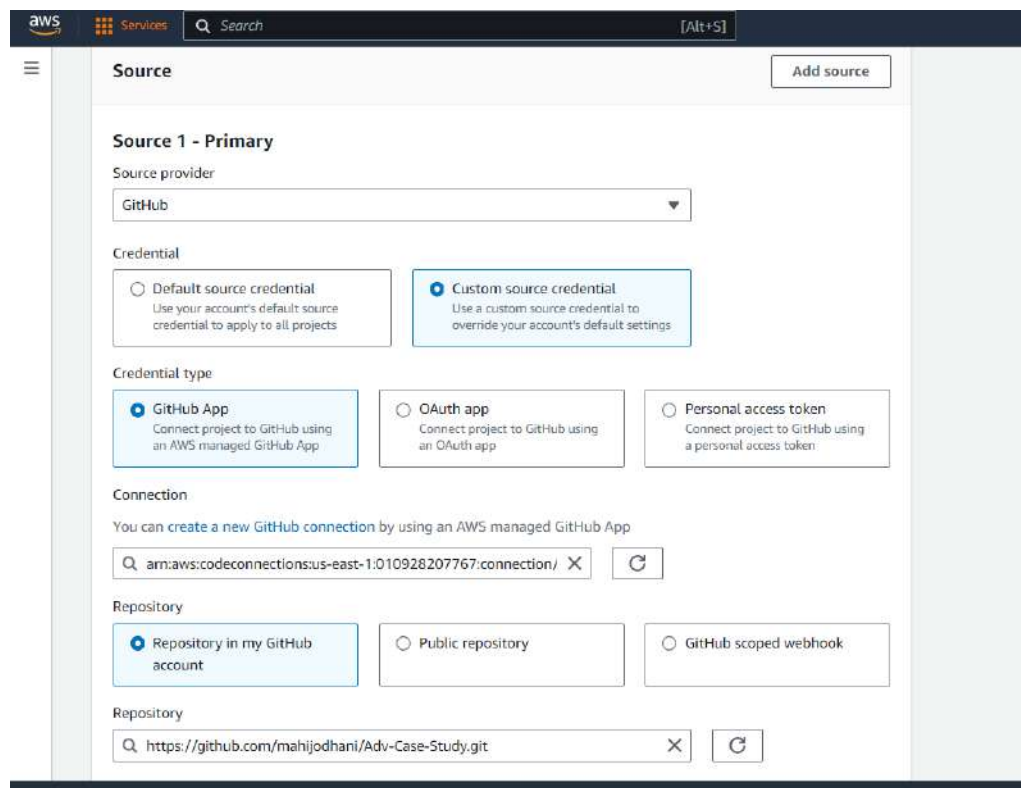 aws
Services
Search
[Alt+S]
Source
Add source
Source 1 - Primary
Source provider
GitHub
Credential
Default source credential
Use your account's default source
credential to apply to all projects
Custom source credential
Use a custom source credential to
override your account's default settings
Credential type
GitHub App
Connect project to GitHub using
an AWS managed GitHub App
OAuth app
Connect project to GitHub using
an OAuth app
Personal access token
Connect project to GitHub using
a personal access token
Connection
You can create a new GitHub connection by using an AWS managed GitHub App
arn:aws:codeconnections:us-east-1:010928207767:connection/
Repository
Repository in my GitHub
account
Public repository
GitHub scoped webhook
Repository
https://github.com/mahijodhani/Adv-Case-Study.git